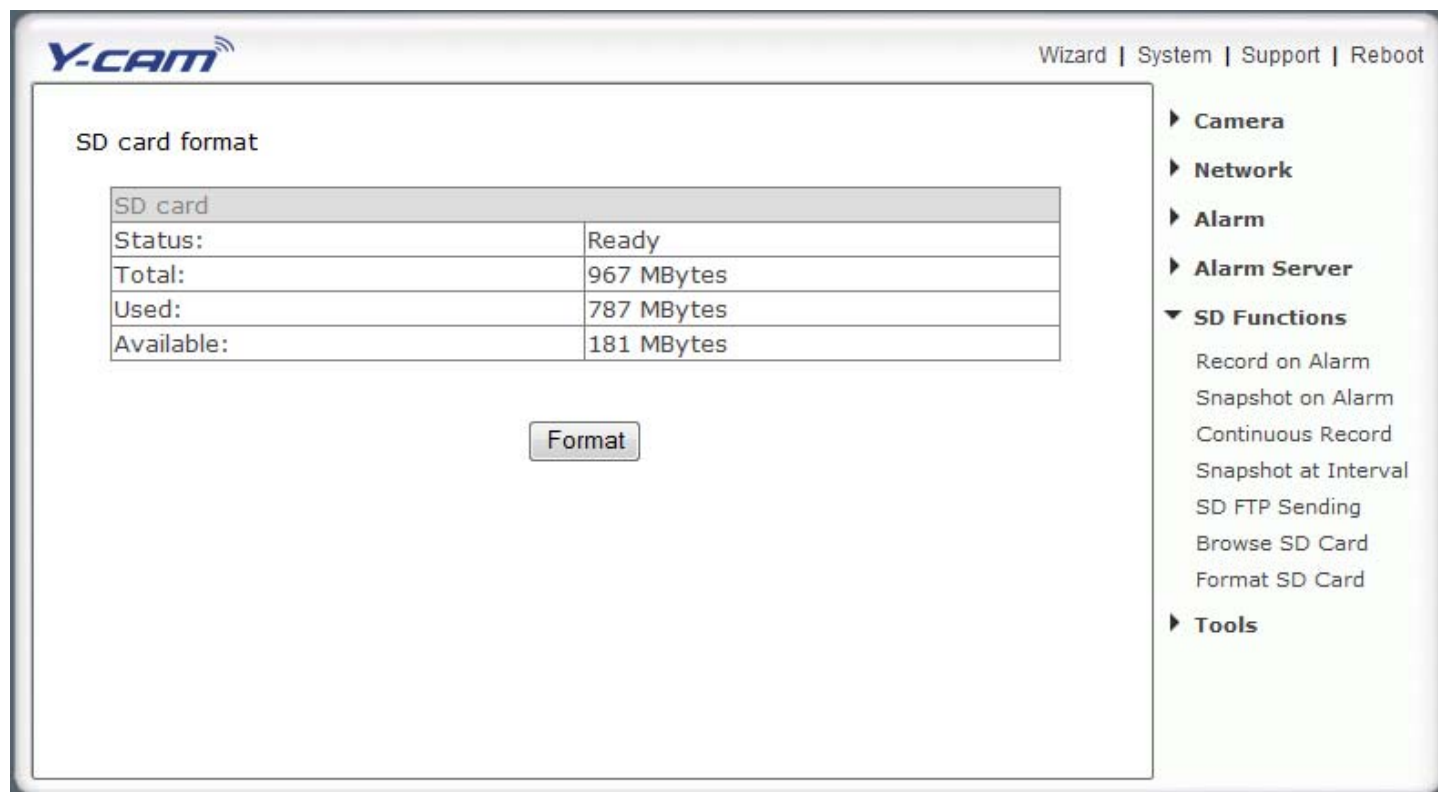 Y-cam
Wizard | System | Support | Reboot
SD card format
SD card
Status: Ready
Total: 967 MBytes
Used: 787 MBytes
Available: 181 MBytes
Format
Camera
Network
Alarm
Alarm Server
SD Functions
Record on Alarm
Snapshot on Alarm
Continuous Record
Snapshot at Interval
SD FTP Sending
Browse SD Card
Format SD Card
Tools